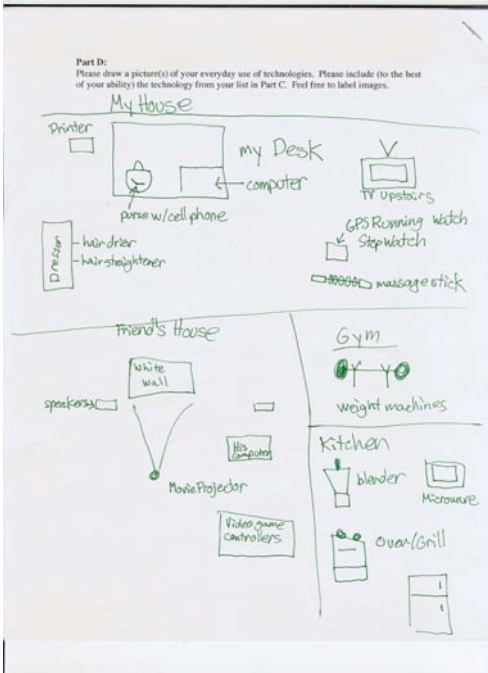 Part D:
Please draw a picture(s) of your everyday use of technologies.  Please include (to the best
of your ability) the technology from your list in Part C.  Feel free to label images.
My House
Printer
my Desk
computer
purse w/cell phone
TV upstairs
GPS Running Watch
Stop Watch
Dresser
hair drier
hair straightener
massage stick
Friend's House
White
Wall
speakers
His
Computer
Movie Projector
Video game
controllers
Gym
weight machines
Kitchen
blender
Microwave
Oven/Grill